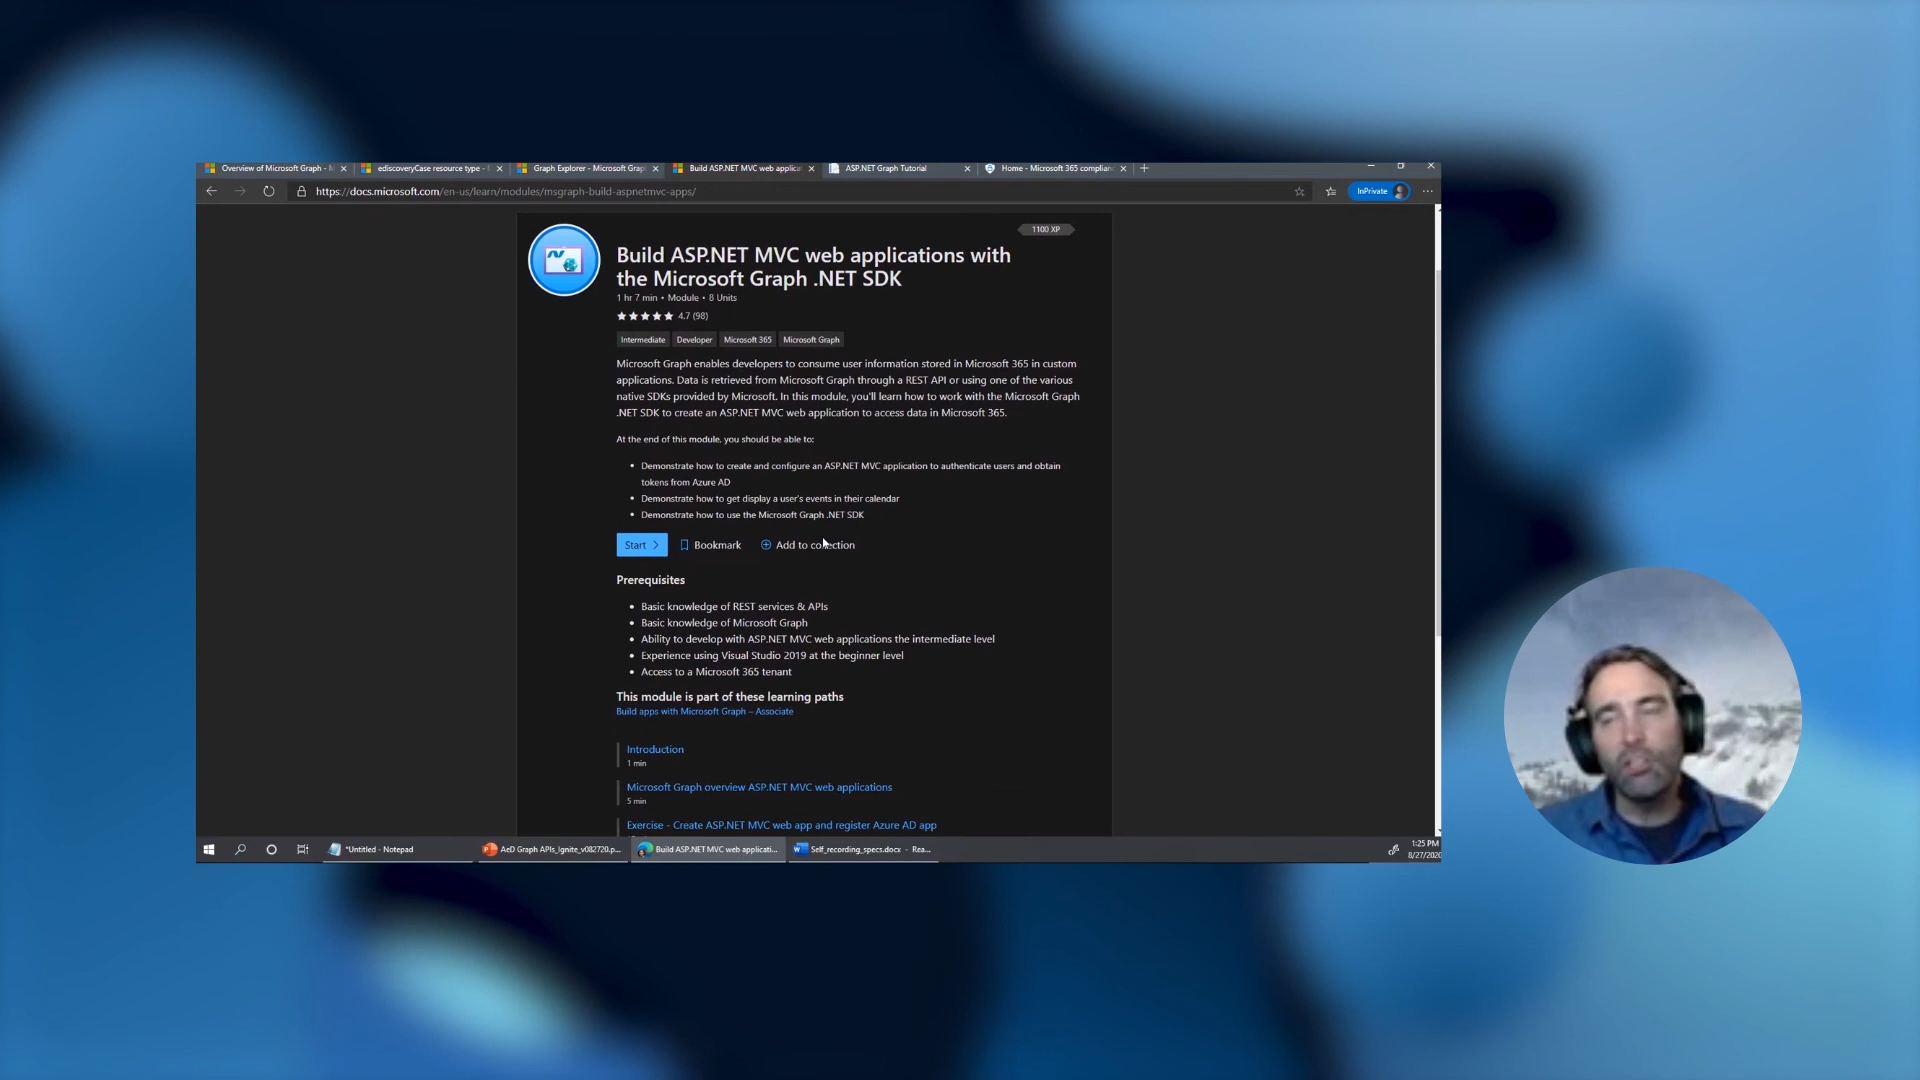 Overview of Microsoft Graph - M
ediscoveryCase resource type -
Graph Explorer - Microsoft Grap
Build ASP.NET MVC web applica
ASP.NET Graph Tutorial
Home - Microsoft 365 complian
https://docs.microsoft.com/en-us/learn/modules/msgraph-build-aspnetmvc-apps/
InPrivate
1100 XP
Build ASP.NET MVC web applications with
the Microsoft Graph .NET SDK
1 hr 7 min • Module • 8 Units
4.7 (98)
Intermediate Developer Microsoft 365 Microsoft Graph
Microsoft Graph enables developers to consume user information stored in Microsoft 365 in custom
applications. Data is retrieved from Microsoft Graph through a REST API or using one of the various
native SDKs provided by Microsoft. In this module, you'll learn how to work with the Microsoft Graph
.NET SDK to create an ASP.NET MVC web application to access data in Microsoft 365.
At the end of this module, you should be able to:
• Demonstrate how to create and configure an ASP.NET MVC application to authenticate users and obtain
tokens from Azure AD
• Demonstrate how to get display a user's events in their calendar
• Demonstrate how to use the Microsoft Graph .NET SDK
Start Bookmark Add to collection
Prerequisites
• Basic knowledge of REST services & APIs
• Basic knowledge of Microsoft Graph
• Ability to develop with ASP.NET MVC web applications the intermediate level
• Experience using Visual Studio 2019 at the beginner level
• Access to a Microsoft 365 tenant
This module is part of these learning paths
Build apps with Microsoft Graph – Associate
Introduction
1 min
Microsoft Graph overview ASP.NET MVC web applications
5 min
Exercise - Create ASP.NET MVC web app and register Azure AD app
*Untitled - Notepad
AeD Graph APIs_Ignite_v082720.p...
Build ASP.NET MVC web applicati...
Self_recording_specs.docx - Rea...
1:25 PM
8/27/2020